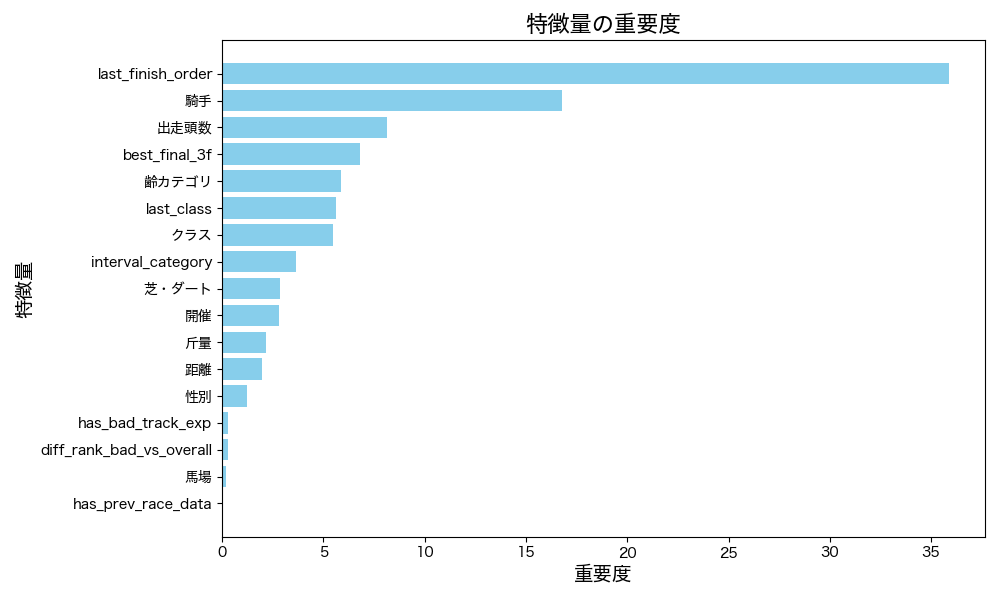 特徴量の重要度
last_finish_order
騎手
出走頭数
best_final_3f
齢カテゴリ
last_class
クラス
interval_category
芝・ダート
開催
斤量
距離
性別
has_bad_track_exp
diff_rank_bad_vs_overall
馬場
has_prev_race_data
特徴量
0 5 10 15 20 25 30 35
重要度